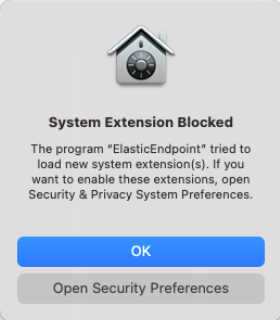 System Extension Blocked
The program "ElasticEndpoint" tried to
load new system extension(s). If you
want to enable these extensions, open
Security & Privacy System Preferences.
OK
Open Security Preferences